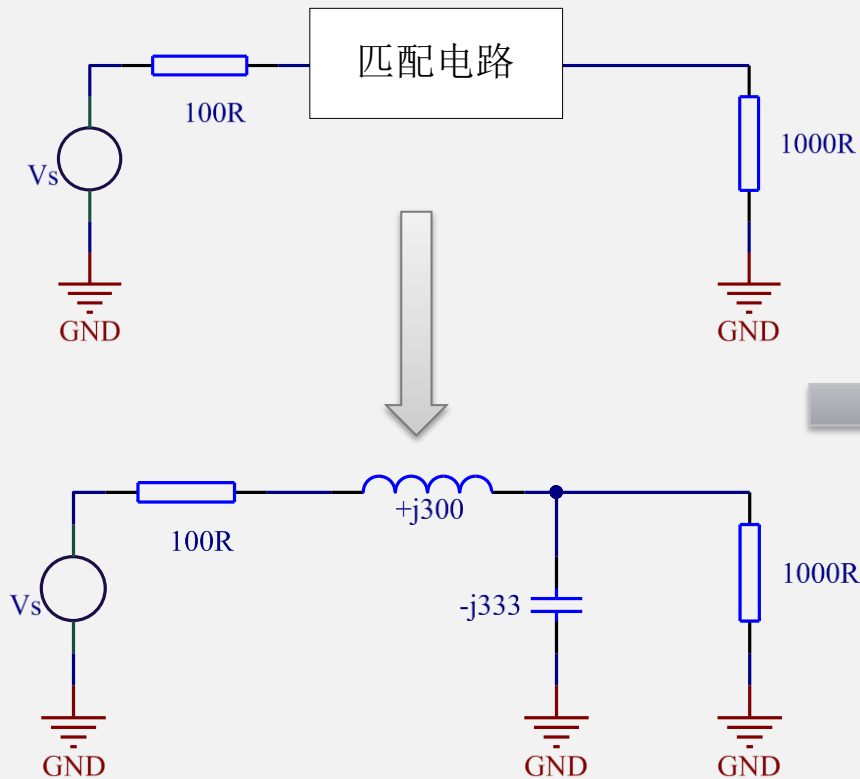 匹配电路
100R
1000R
Vs
GND
GND
+j300
100R
1000R
-j333
Vs
GND
GND
GND